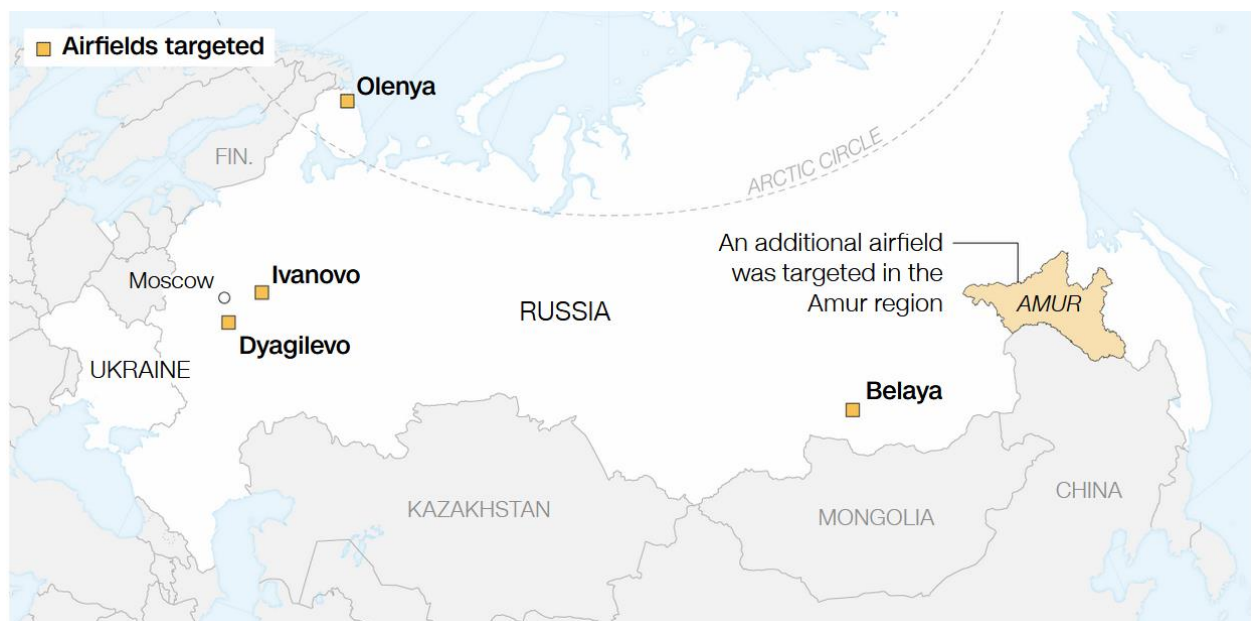 Airfields targeted
Olenya
FIN.
ARCTIC CIRCLE
An additional airfield
was targeted in the
Amur region
AMUR
Moscow
Ivanovo
RUSSIA
Dyagilevo
UKRAINE
Belaya
KAZAKHSTAN
MONGOLIA
CHINA